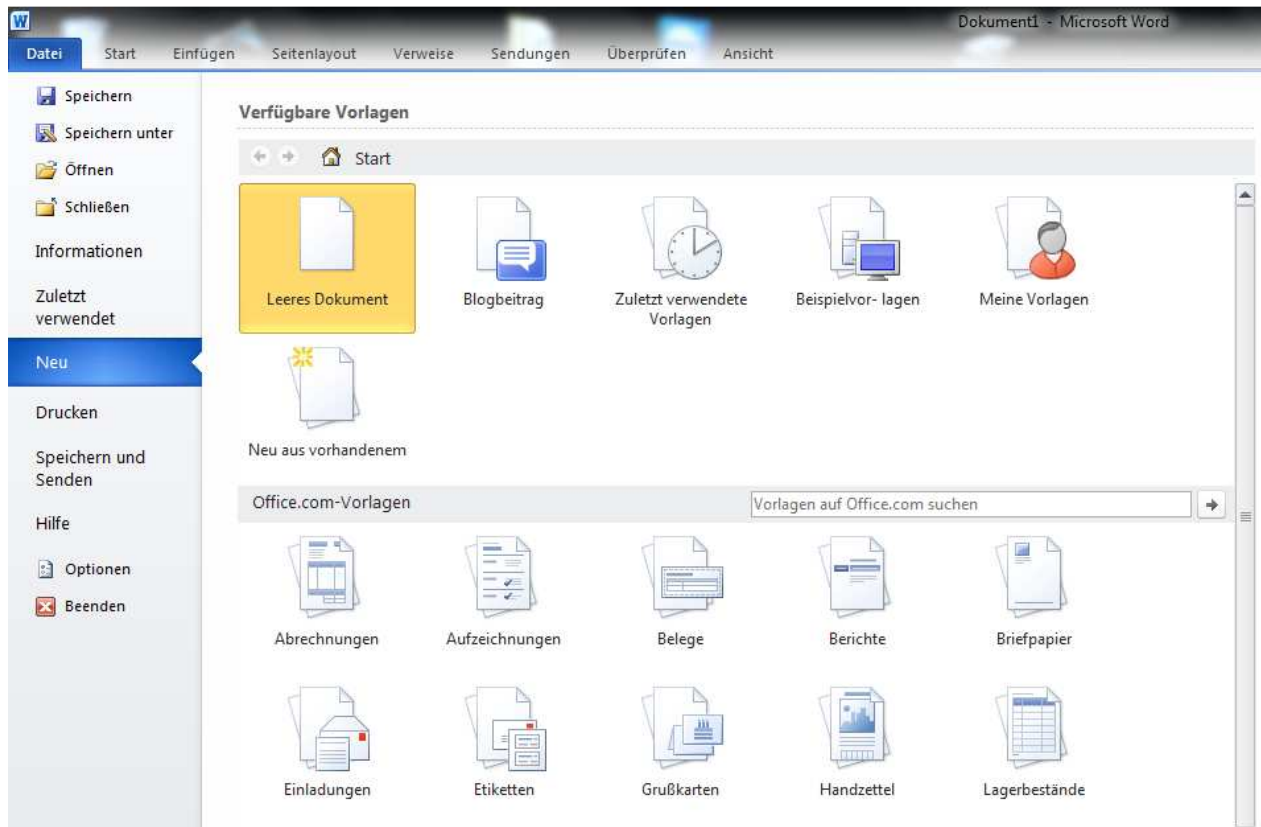 W
Dokument1 - Microsoft Word
Datei Start Einfügen Seitenlayout Verweise Sendungen Überprüfen Ansicht
Speichern
Speichern unter
Öffnen
Schließen
Informationen
Zuletzt
verwendet
Neu
Drucken
Speichern und
Senden
Hilfe
Optionen
Beenden
Verfügbare Vorlagen
Start
Leeres Dokument
Blogbeitrag
Zuletzt verwendete
Vorlagen
Beispielvor- lagen
Meine Vorlagen
Neu aus vorhandenem
Office.com-Vorlagen
Vorlagen auf Office.com suchen
Abrechnungen
Aufzeichnungen
Belege
Berichte
Briefpapier
Einladungen
Etiketten
Grußkarten
Handzettel
Lagerbestände